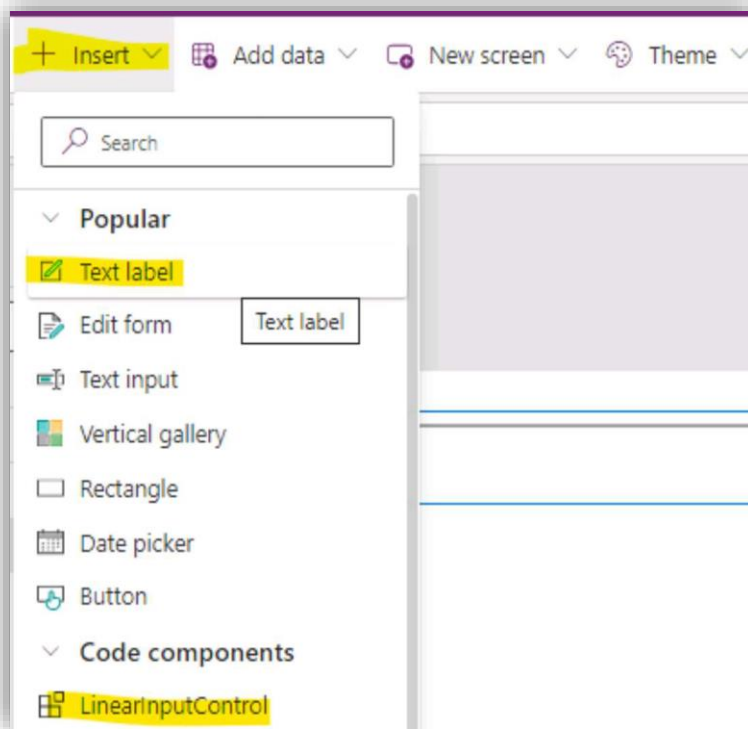 Insert Add data New screen Theme
Search
Popular
Text label
Edit form
Text label
Text input
Vertical gallery
Rectangle
Date picker
Button
Code components
LinearInputControl